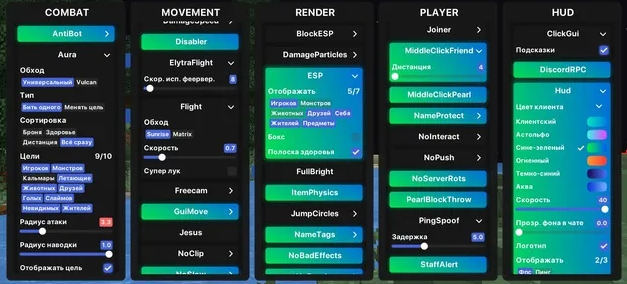 COMBAT
AntiBot
Aura
Обход
Универсальный Vulcan
Тип
Бить одного Менять цель
Сортировка
Броня Здоровье
Дистанция Всё сразу
Цели 9/10
Игроков Монстров
Кальмары Летающие
Животных Друзей
Голых Слаймов
Невидимых Жителей
Радиус атаки 3.3
Радиус наводки 1.0
Отображать цель
MOVEMENT
DamageSpeed
Disabler
ElytraFlight
Скор. исп. феервер. 8
Flight
Обход
Sunrise Matrix
Скорость 0.7
Супер лук
Freecam
GuiMove
Jesus
NoClip
NoSlow
RENDER
BlockESP
DamageParticles
ESP
Отображать 5/7
Игроков Монстров
Животных Друзей Себя
Жителей Предметы
Бокс
Полоска здоровья
FullBright
ItemPhysics
JumpCircles
NameTags
NoBadEffects
PLAYER
Joiner
MiddleClickFriend
Дистанция 4
MiddleClickPearl
NameProtect
NoInteract
NoPush
NoServerRots
PearlBlockThrow
PingSpoof
Задержка 5.0
StaffAlert
HUD
ClickGui
Подсказки
DiscordRPC
Hud
Цвет клиента
Клиентский
Астольфо
Сине-зеленый
Огненный
Темно-синий
Аква
Скорость 40
Прозр. фона в чате 0.0
Логотип
Отображать 2/3
Фпс Пинг